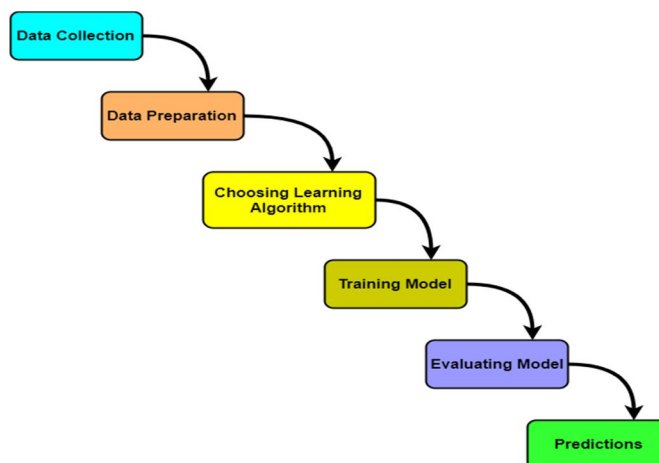 Data Collection
Data Preparation
Choosing Learning
Algorithm
Training Model
Evaluating Model
Predictions